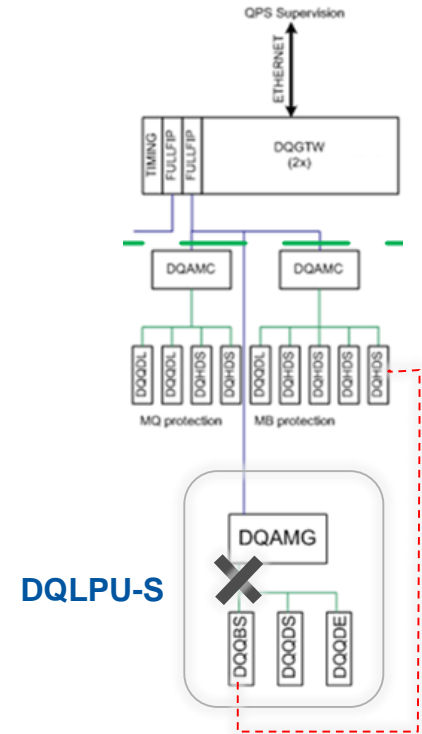 QPS Supervision
ETHERNET
TIMING
FULLFIP
FULLFIP
DQGTW
(2x)
DQAMC
DQAMC
DQQDL
DQQDL
DQHDS
DQHDS
DQQDL
DQHDS
DQHDS
DQHDS
DQHDS
MQ protection
MB protection
DQAMG
DQLPU-S
DQQBS
DQQDS
DQQDE